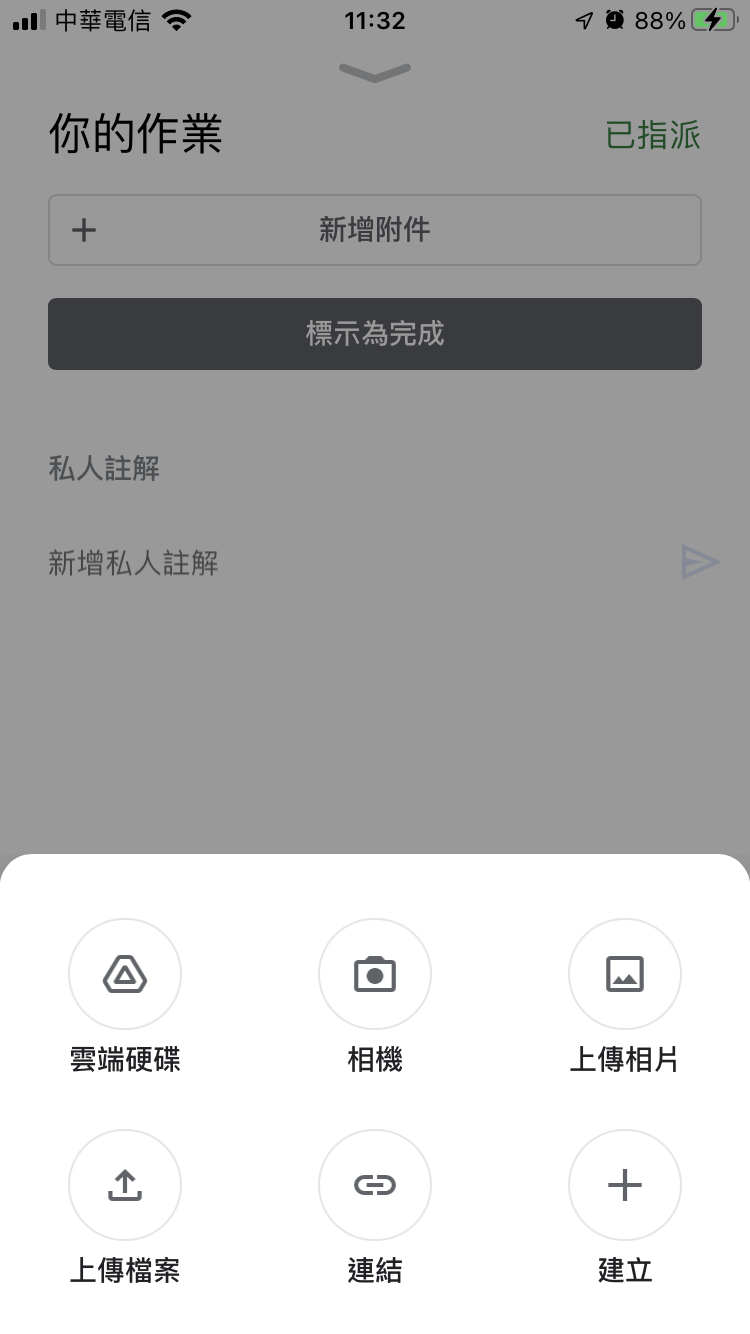 中華電信 11:32 88%
你的作業 已指派
新增附件
標示為完成
私人註解
新增私人註解
雲端硬碟 相機 上傳相片
上傳檔案 連結 建立